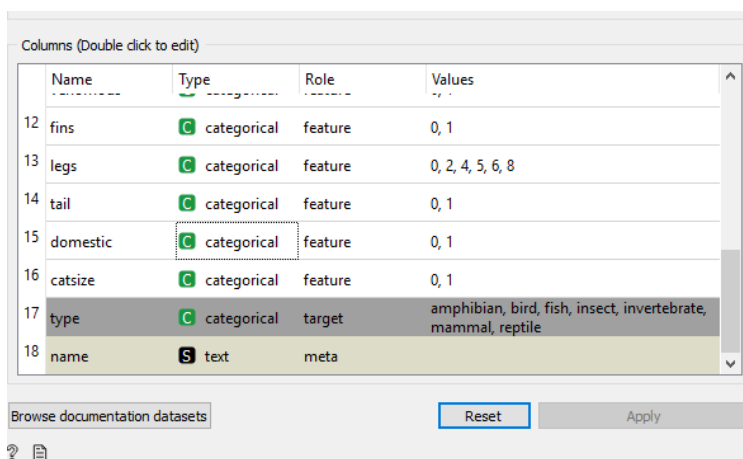 Columns (Double click to edit)
Name Type Role Values
12 fins C categorical feature 0, 1
13 legs C categorical feature 0, 2, 4, 5, 6, 8
14 tail C categorical feature 0, 1
15 domestic C categorical feature 0, 1
16 catsize C categorical feature 0, 1
17 type C categorical target amphibian, bird, fish, insect, invertebrate,
mammal, reptile
18 name S text meta
Browse documentation datasets Reset Apply
?